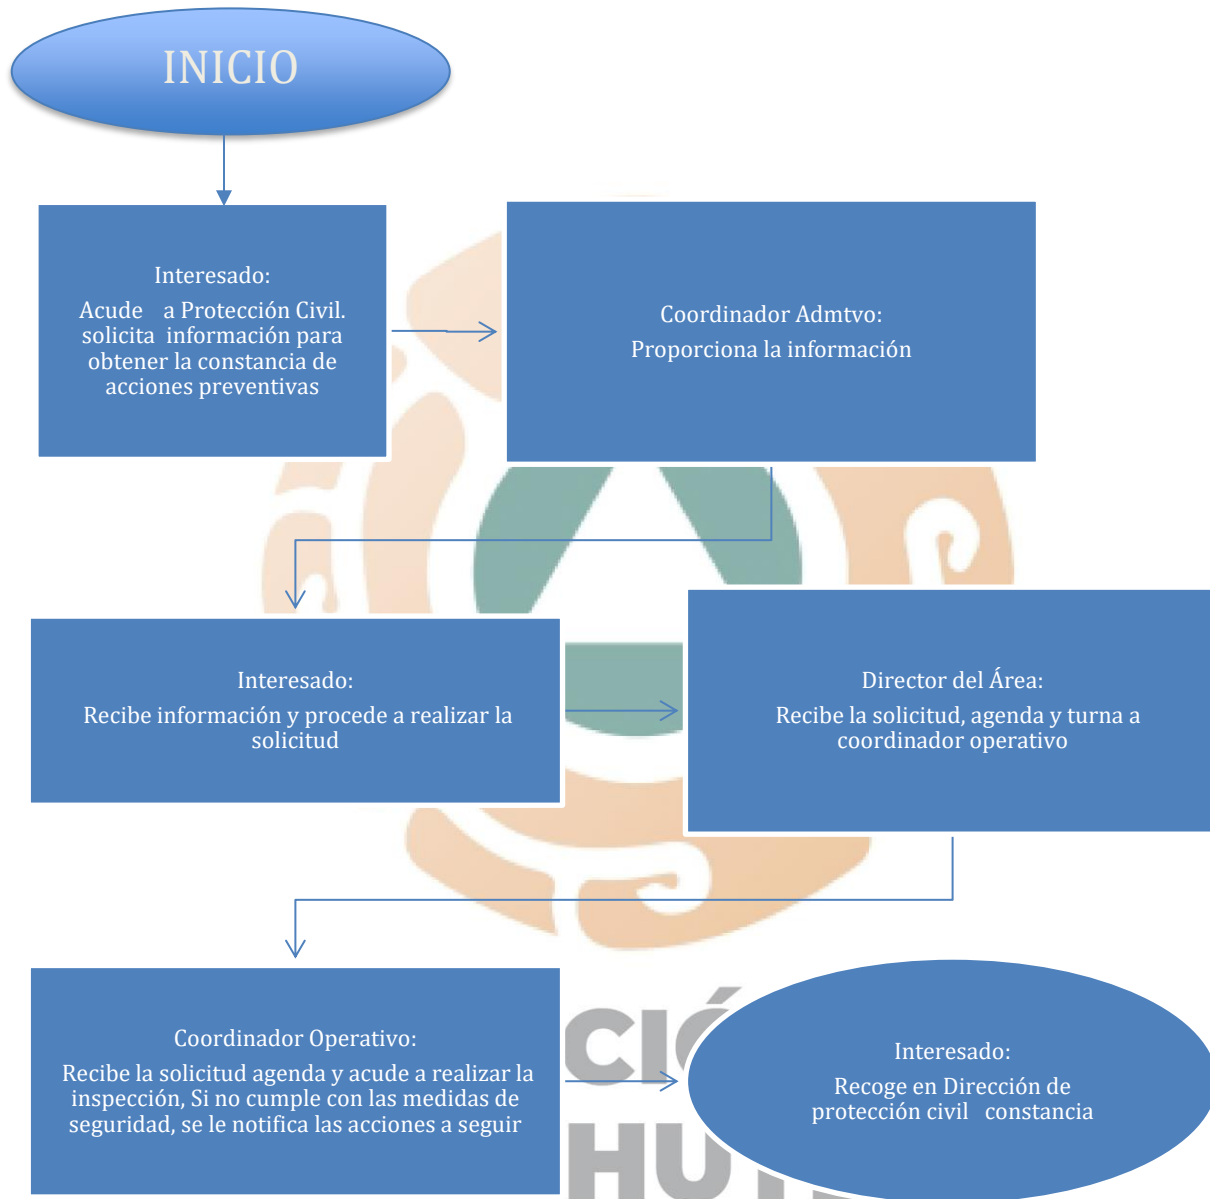 INICIO
Interesado:
Acude a Protección Civil.
solicita información para
obtener la constancia de
acciones preventivas
Coordinador Admtvo:
Proporciona la información
Interesado:
Recibe información y procede a realizar la
solicitud
Director del Área:
Recibe la solicitud, agenda y turna a
coordinador operativo
Coordinador Operativo:
Recibe la solicitud agenda y acude a realizar la
inspección, Si no cumple con las medidas de
seguridad, se le notifica las acciones a seguir
Interesado:
Recoge en Dirección de
protección civil constancia